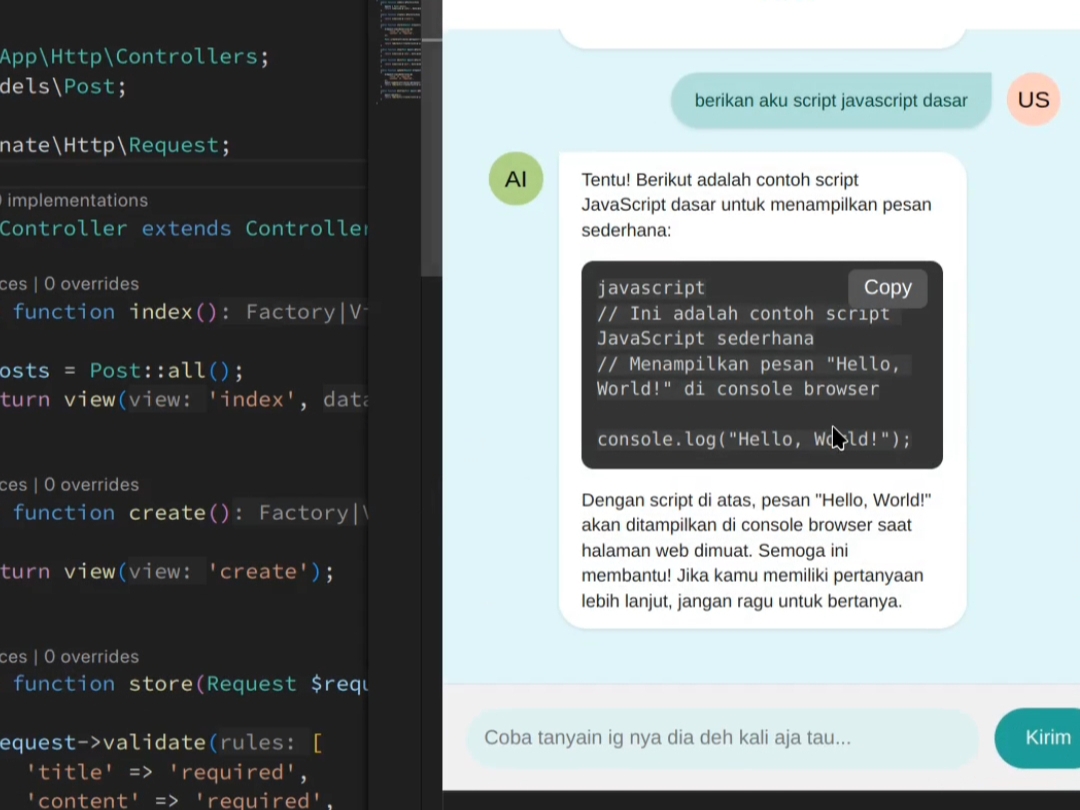 App\Http\Controllers;
dels\Post;
nate\Http\Request;
0 implementations
Controller extends Controller
ces | 0 overrides
function index(): Factory|Vi
osts = Post::all();
turn view(view: 'index', data
ces | 0 overrides
function create(): Factory|V
turn view(view: 'create');
ces | 0 overrides
function store(Request $requ
equest->validate(rules: [
'title' => 'required',
'content' => 'required',
berikan aku script javascript dasar
US
AI
Tentu! Berikut adalah contoh script
JavaScript dasar untuk menampilkan pesan
sederhana:
Copy
javascript
// Ini adalah contoh script
JavaScript sederhana
// Menampilkan pesan "Hello,
World!" di console browser
console.log("Hello, World!");
Dengan script di atas, pesan "Hello, World!"
akan ditampilkan di console browser saat
halaman web dimuat. Semoga ini
membantu! Jika kamu memiliki pertanyaan
lebih lanjut, jangan ragu untuk bertanya.
Coba tanyain ig nya dia deh kali aja tau...
Kirim